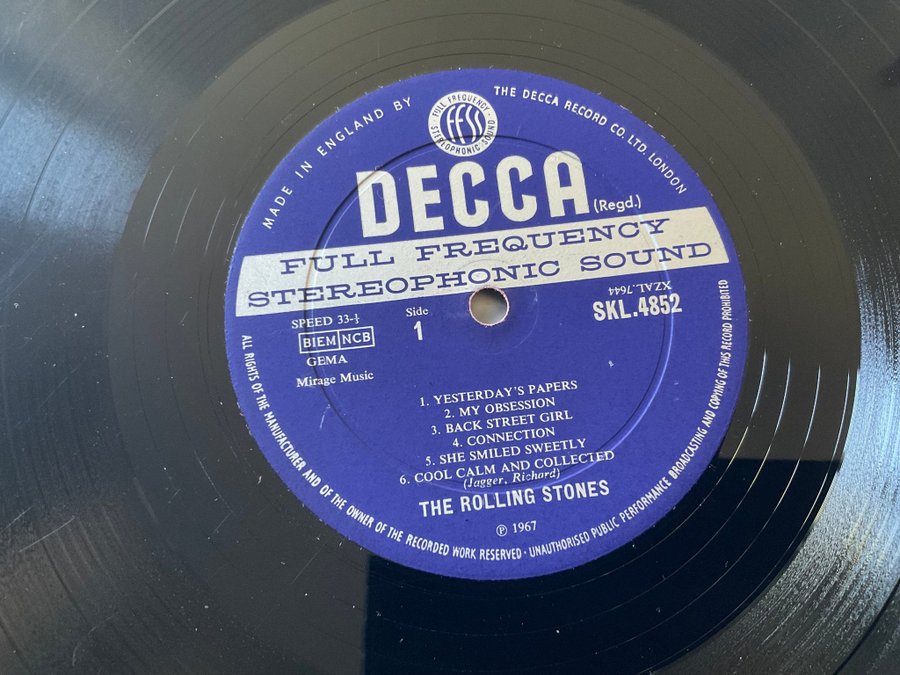 MADE IN ENGLAND BY
THE DECCA RECORD CO. LTD. LONDON
FULL FREQUENCY
FFSS
STEREOPHONIC SOUND
DECCA (Regd.)
FULL FREQUENCY
STEREOPHONIC SOUND
SPEED 33-⅓
BIEM NCB
GEMA
Mirage Music
Side
1
XZAL.7644
SKL.4852
1. YESTERDAY'S PAPERS
2. MY OBSESSION
3. BACK STREET GIRL
4. CONNECTION
5. SHE SMILED SWEETLY
6. COOL CALM AND COLLECTED
(Jagger, Richard)
THE ROLLING STONES
℗ 1967
ALL RIGHTS OF THE MANUFACTURER AND OF THE OWNER OF THE RECORDED WORK RESERVED · UNAUTHORISED PUBLIC PERFORMANCE BROADCASTING AND COPYING OF THIS RECORD PROHIBITED